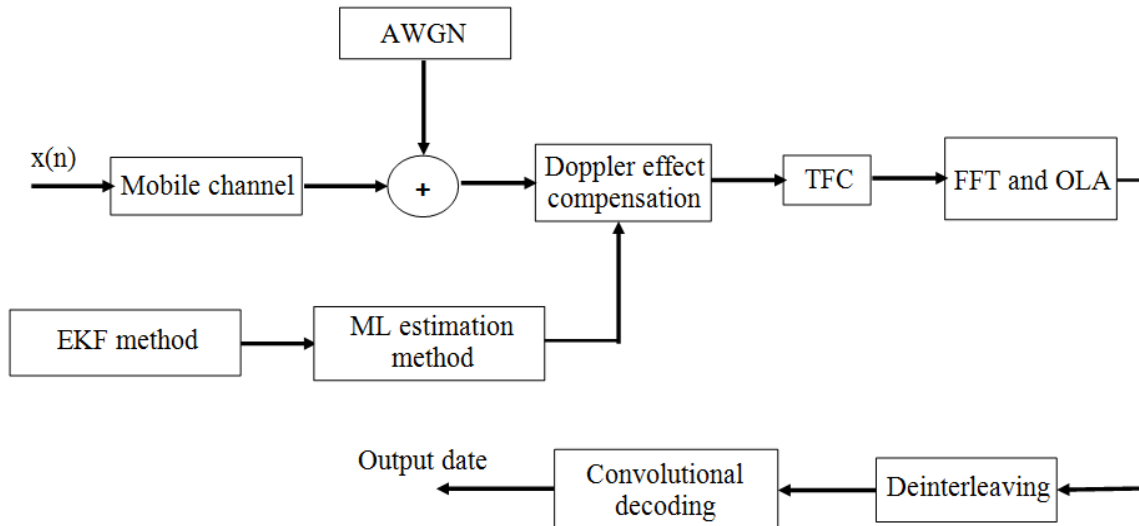 AWGN
x(n)
Mobile channel
+
Doppler effect
compensation
TFC
FFT and OLA
EKF method
ML estimation
method
Output date
Convolutional
decoding
Deinterleaving